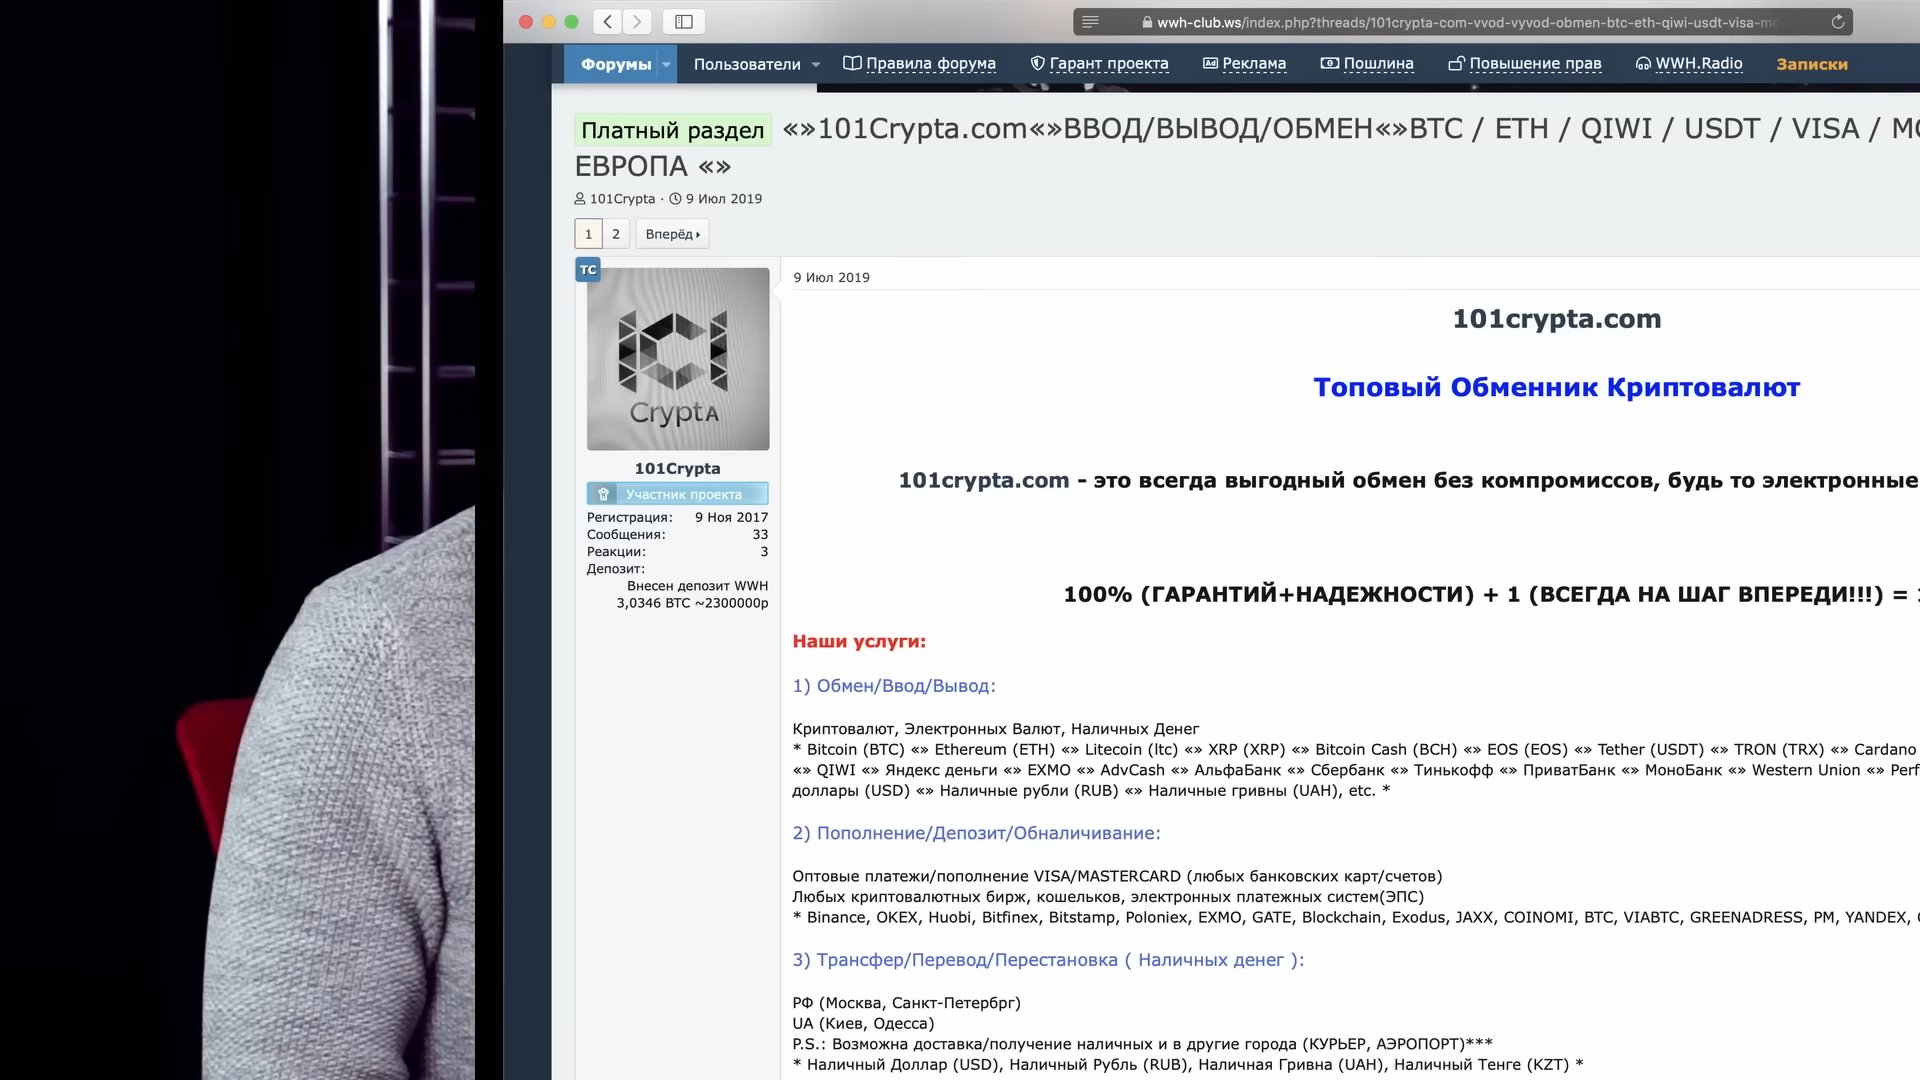 wwh-club.ws/index.php?threads/101crypta-com-vvod-vyvod-obmen-btc-eth-qiwi-usdt-visa-mc
Форумы Пользователи Правила форума Гарант проекта Реклама Пошлина Повышение прав WWH.Radio Записки
Платный раздел «»101Crypta.com«»ВВОД/ВЫВОД/ОБМЕН«»BTC / ETH / QIWI / USDT / VISA /
ЕВРОПА «»
101Crypta · 9 Июл 2019
1 2 Вперёд
TC
9 Июл 2019
CryptA
101crypta.com
Топовый Обменник Криптовалют
101Crypta
101crypta.com - это всегда выгодный обмен без компромиссов, будь то электронные
Участник проекта
Регистрация: 9 Ноя 2017
Сообщения: 33
Реакции: 3
Депозит:
Внесен депозит WWH
3,0346 BTC ~2300000р
100% (ГАРАНТИЙ+НАДЕЖНОСТИ) + 1 (ВСЕГДА НА ШАГ ВПЕРЕДИ!!!) =
Наши услуги:
1) Обмен/Ввод/Вывод:
Криптовалют, Электронных Валют, Наличных Денег
* Bitcoin (BTC) «» Ethereum (ETH) «» Litecoin (ltc) «» XRP (XRP) «» Bitcoin Cash (BCH) «» EOS (EOS) «» Tether (USDT) «» TRON (TRX) «» Cardano
«» QIWI «» Яндекс деньги «» EXMO «» AdvCash «» АльфаБанк «» Сбербанк «» Тинькофф «» ПриватБанк «» МоноБанк «» Western Union «» Perf
доллары (USD) «» Наличные рубли (RUB) «» Наличные гривны (UAH), etc. *
2) Пополнение/Депозит/Обналичивание:
Оптовые платежи/пополнение VISA/MASTERCARD (любых банковских карт/счетов)
Любых криптовалютных бирж, кошельков, электронных платежных систем(ЭПС)
* Binance, OKEX, Huobi, Bitfinex, Bitstamp, Poloniex, EXMO, GATE, Blockchain, Exodus, JAXX, COINOMI, BTC, VIABTC, GREENADRESS, PM, YANDEX,
3) Трансфер/Перевод/Перестановка ( Наличных денег ):
РФ (Москва, Санкт-Петербрг)
UA (Киев, Одесса)
P.S.: Возможна доставка/получение наличных и в другие города (КУРЬЕР, АЭРОПОРТ)***
* Наличный Доллар (USD), Наличный Рубль (RUB), Наличная Гривна (UAH), Наличный Тенге (KZT) *